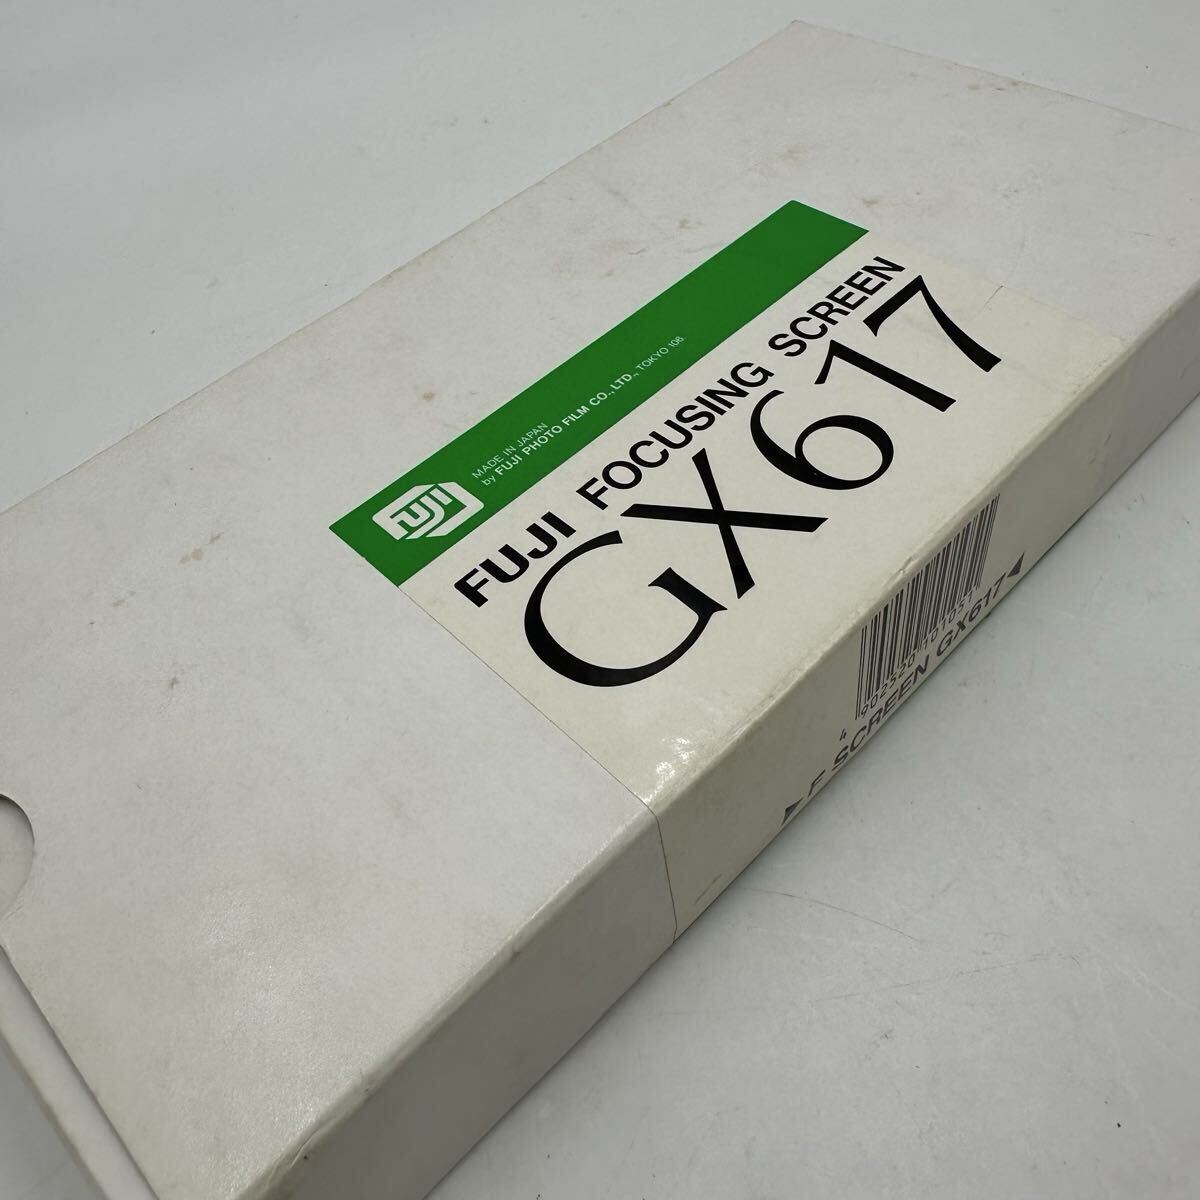 FUJI
MADE IN JAPAN
by FUJI PHOTO FILM CO., LTD., TOKYO 106.
FUJI FOCUSING SCREEN
GX617
F SCREEN GX617